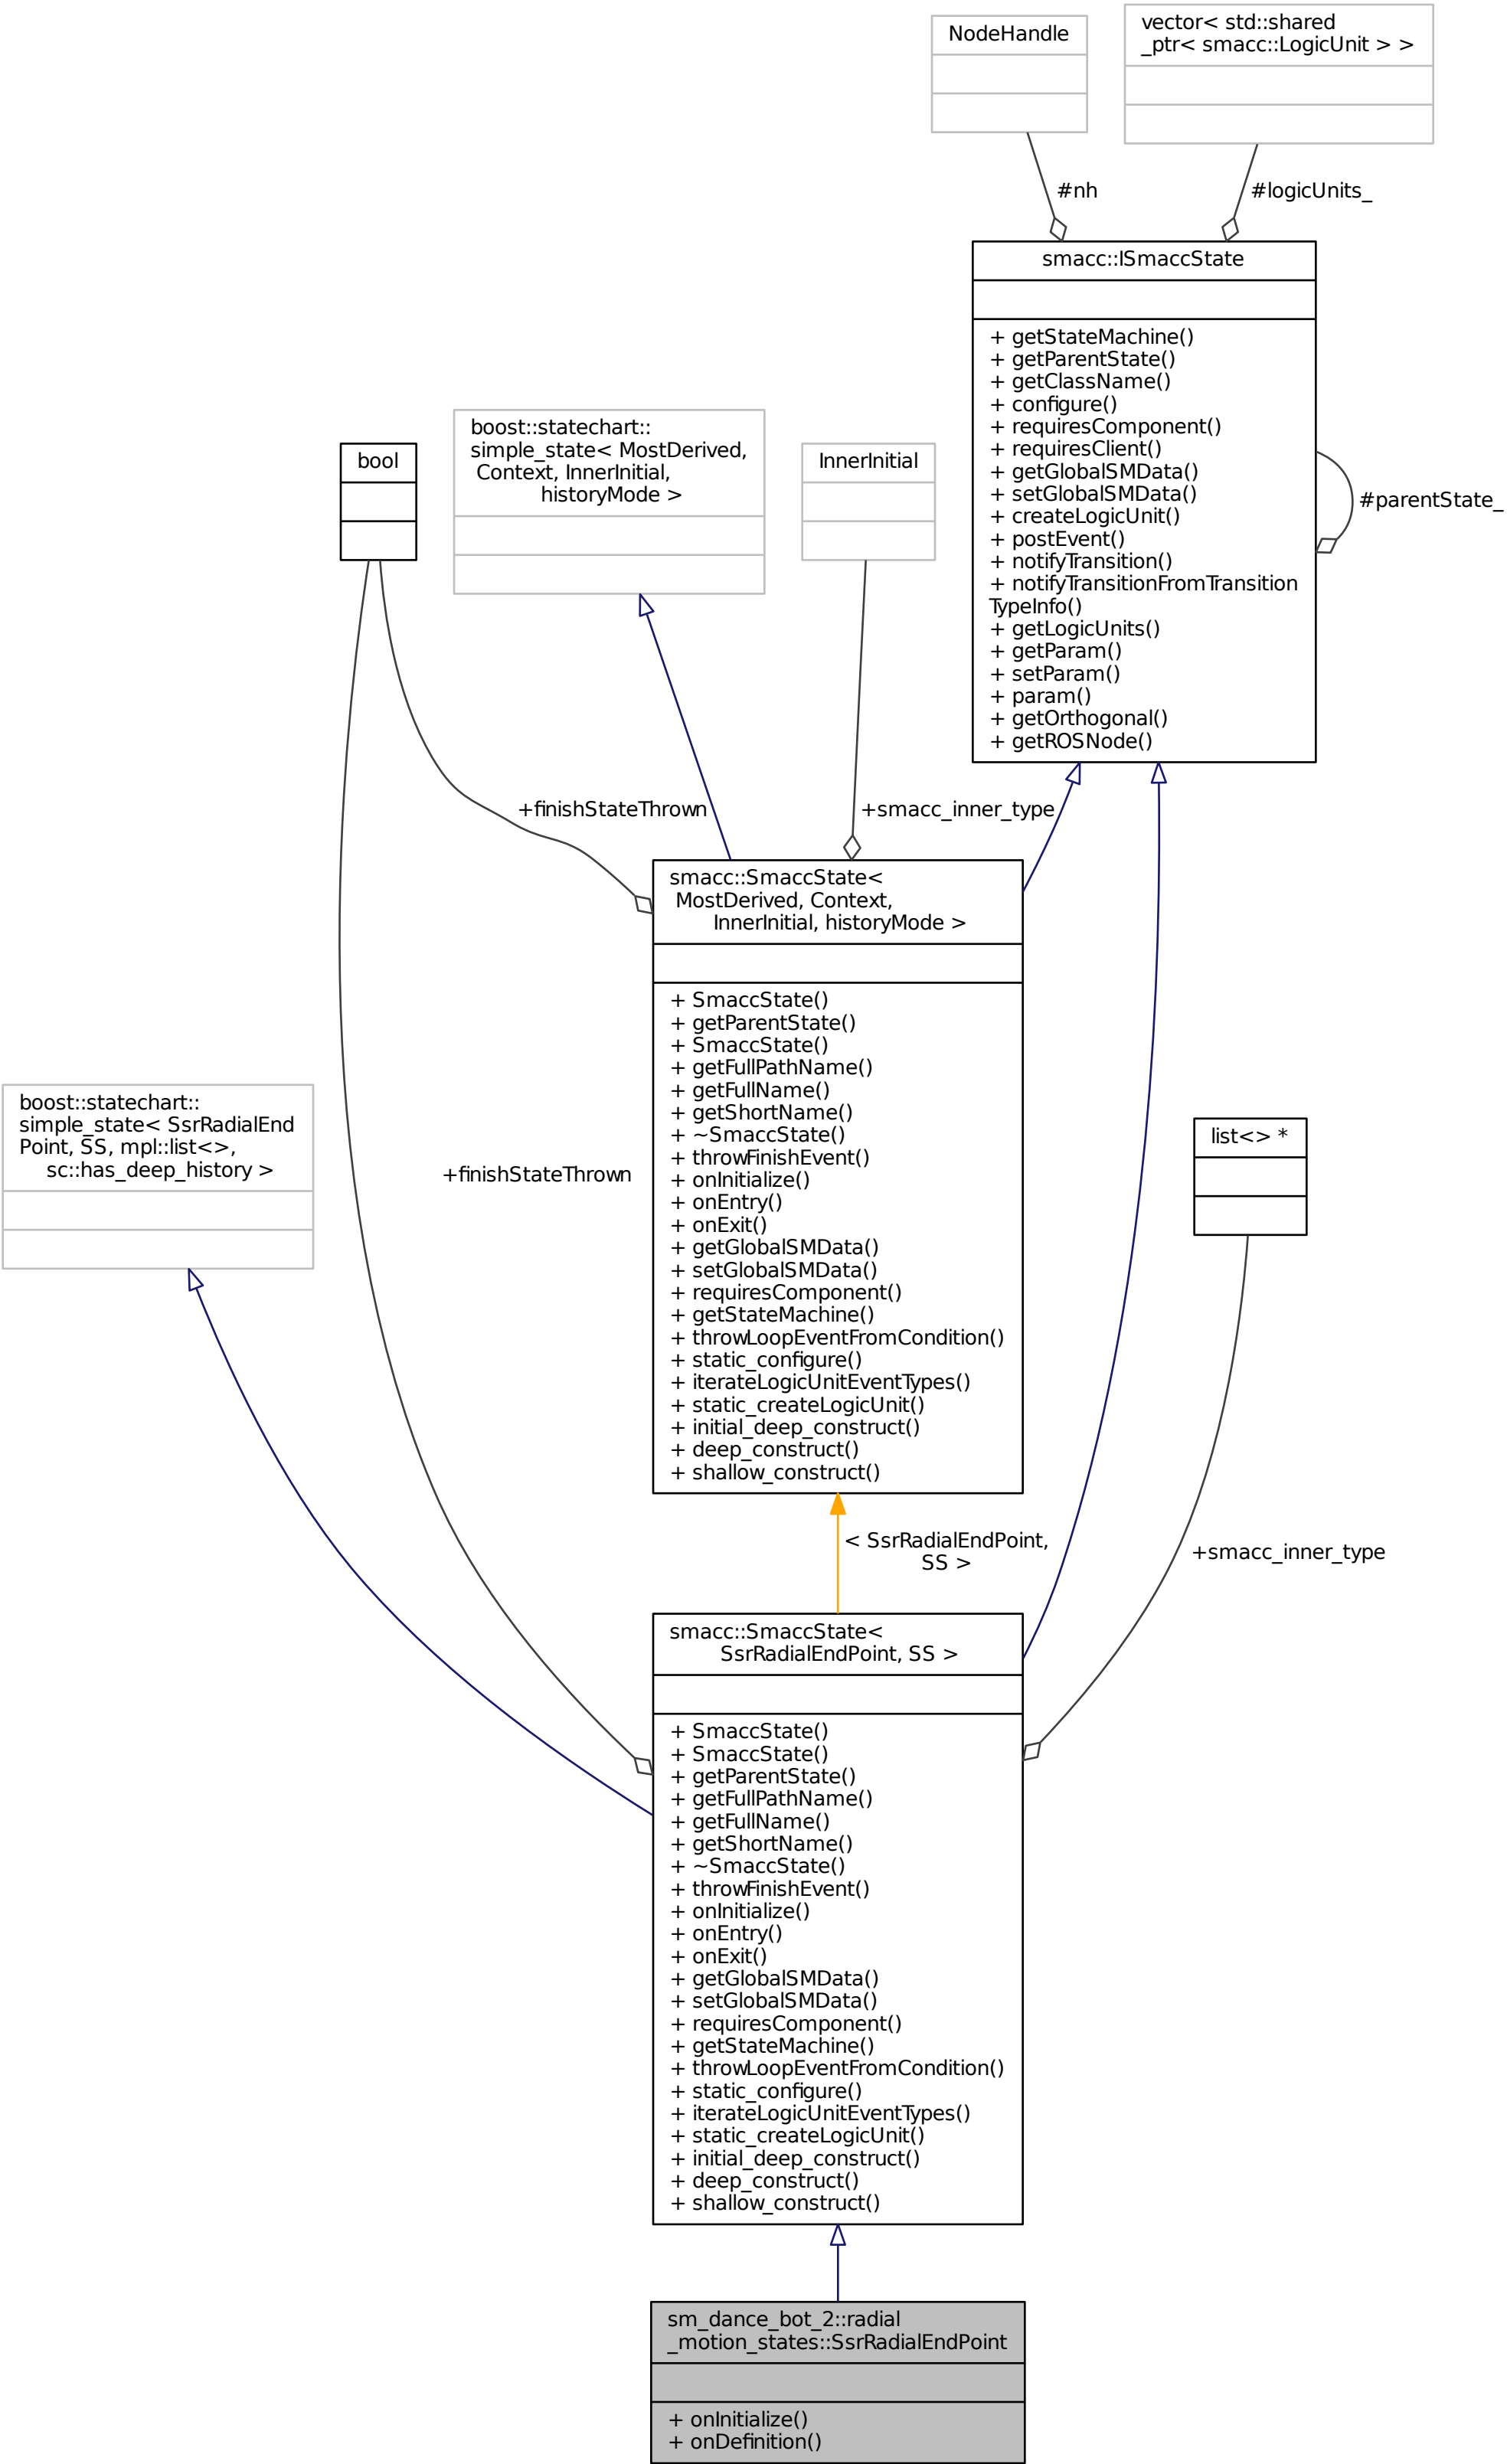 NodeHandle
vector< std::shared
_ptr< smacc::LogicUnit > >
#nh
#logicUnits_
smacc::ISmaccState
+ getStateMachine()
+ getParentState()
+ getClassName()
+ configure()
+ requiresComponent()
+ requiresClient()
+ getGlobalSMData()
+ setGlobalSMData()
+ createLogicUnit()
+ postEvent()
+ notifyTransition()
+ notifyTransitionFromTransition
TypeInfo()
+ getLogicUnits()
+ getParam()
+ setParam()
+ param()
+ getOrthogonal()
+ getROSNode()
#parentState_
bool
boost::statechart::
simple_state< MostDerived,
Context, InnerInitial,
historyMode >
InnerInitial
+finishStateThrown
+smacc_inner_type
smacc::SmaccState<
MostDerived, Context,
InnerInitial, historyMode >
+ SmaccState()
+ getParentState()
+ SmaccState()
+ getFullPathName()
+ getFullName()
+ getShortName()
+ ~SmaccState()
+ throwFinishEvent()
+ onInitialize()
+ onEntry()
+ onExit()
+ getGlobalSMData()
+ setGlobalSMData()
+ requiresComponent()
+ getStateMachine()
+ throwLoopEventFromCondition()
+ static_configure()
+ iterateLogicUnitEventTypes()
+ static_createLogicUnit()
+ initial_deep_construct()
+ deep_construct()
+ shallow_construct()
boost::statechart::
simple_state< SsrRadialEnd
Point, SS, mpl::list<>,
sc::has_deep_history >
+finishStateThrown
list<> *
< SsrRadialEndPoint,
SS >
+smacc_inner_type
smacc::SmaccState<
SsrRadialEndPoint, SS >
+ SmaccState()
+ SmaccState()
+ getParentState()
+ getFullPathName()
+ getFullName()
+ getShortName()
+ ~SmaccState()
+ throwFinishEvent()
+ onInitialize()
+ onEntry()
+ onExit()
+ getGlobalSMData()
+ setGlobalSMData()
+ requiresComponent()
+ getStateMachine()
+ throwLoopEventFromCondition()
+ static_configure()
+ iterateLogicUnitEventTypes()
+ static_createLogicUnit()
+ initial_deep_construct()
+ deep_construct()
+ shallow_construct()
sm_dance_bot_2::radial
_motion_states::SsrRadialEndPoint
+ onInitialize()
+ onDefinition()